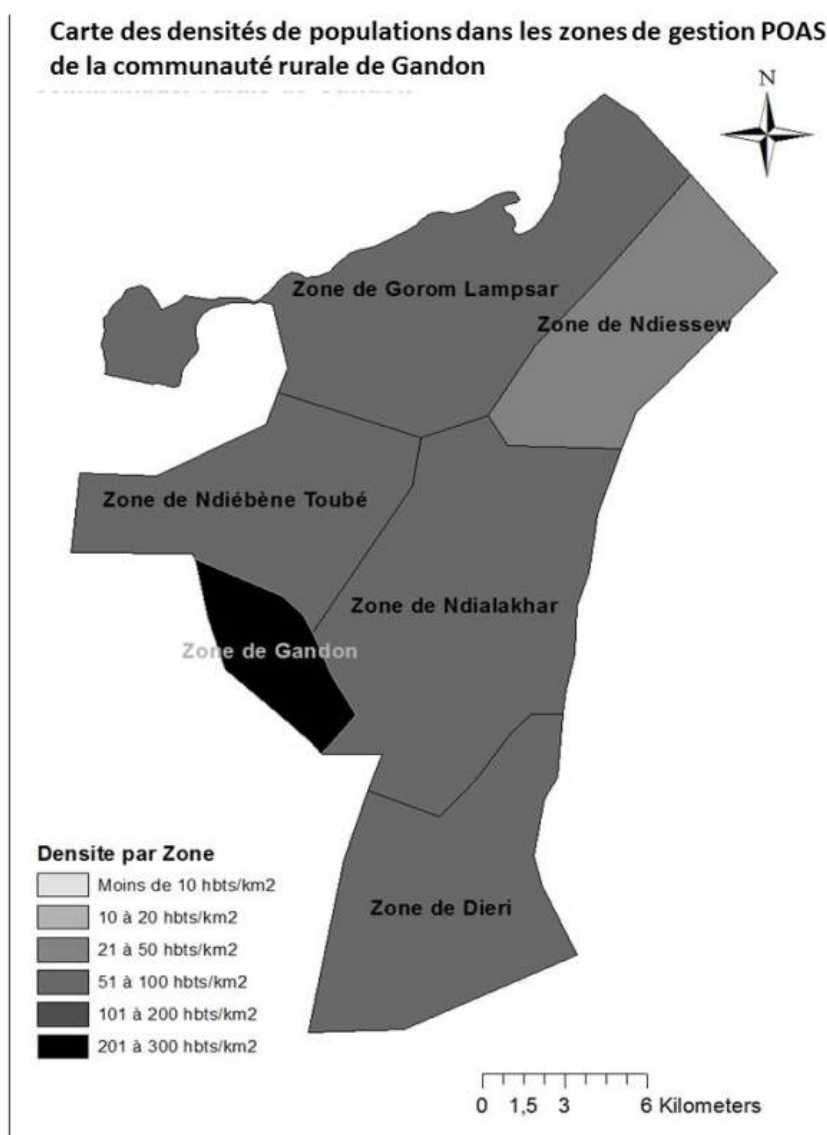 Carte des densités de populations dans les zones de gestion POAS
de la communauté rurale de Gandon
N
Zone de Gorom Lampsar
Zone de Ndiessew
Zone de Ndiébène Toubé
Zone de Ndialakhar
Zone de Gandon
Zone de Dieri
Densite par Zone
Moins de 10 hbts/km2
10 à 20 hbts/km2
21 à 50 hbts/km2
51 à 100 hbts/km2
101 à 200 hbts/km2
201 à 300 hbts/km2
0 1,5 3 6 Kilometers